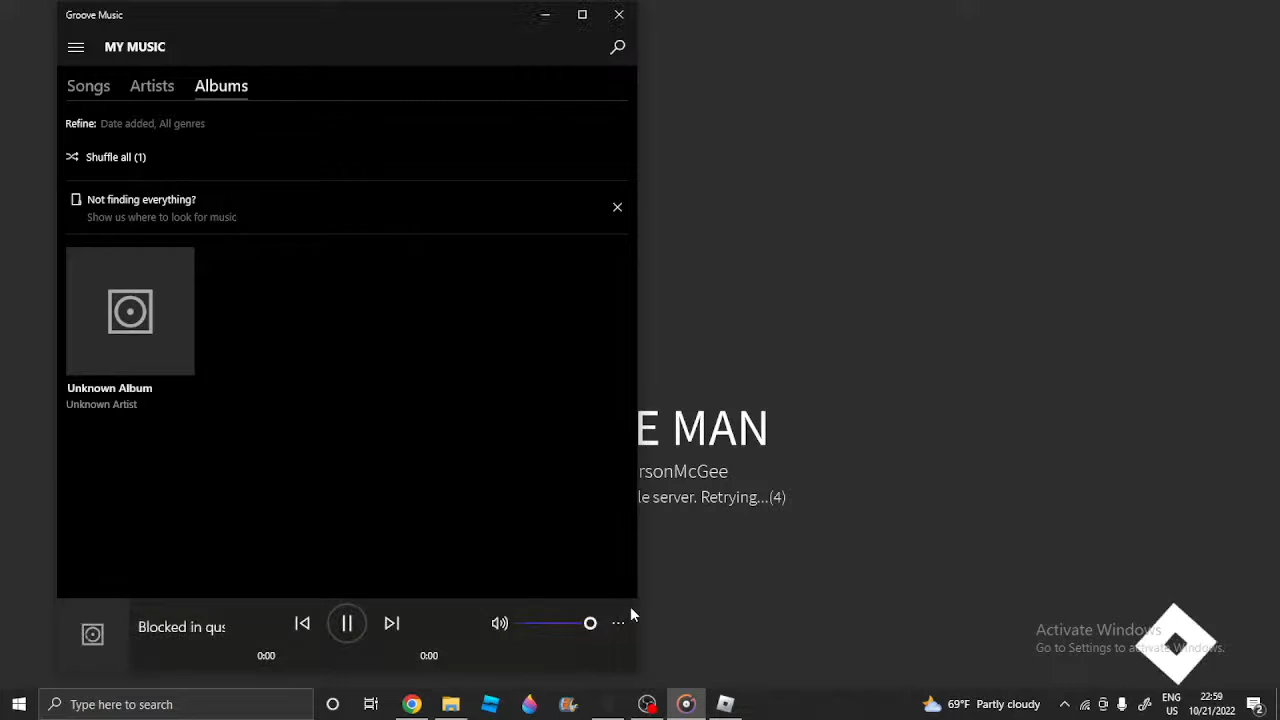 Groove Music
MY MUSIC
Songs Artists Albums
Refine: Date added, All genres
Shuffle all (1)
Not finding everything?
Show us where to look for music
Unknown Album
Unknown Artist
E MAN
rsonMcGee
le server. Retrying...(4)
Blocked in qus
0:00 0:00
Activate Windows
Go to Settings to activate Windows.
Type here to search
69°F Partly cloudy
ENG
US
22:59
10/21/2022
2